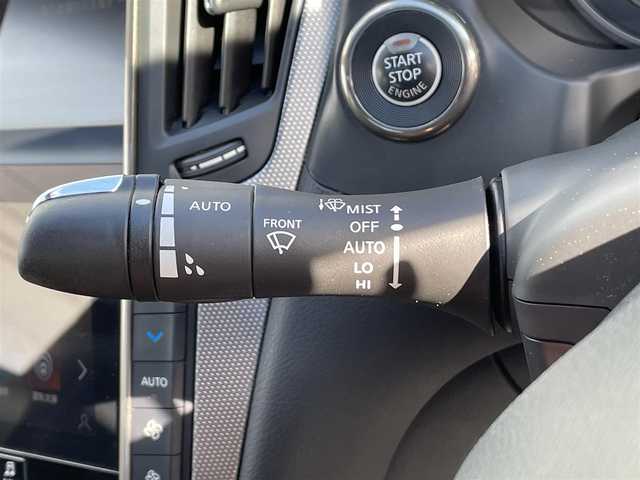 START
STOP
ENGINE
AUTO
FRONT
MIST
OFF
AUTO
LO
HI
AUTO